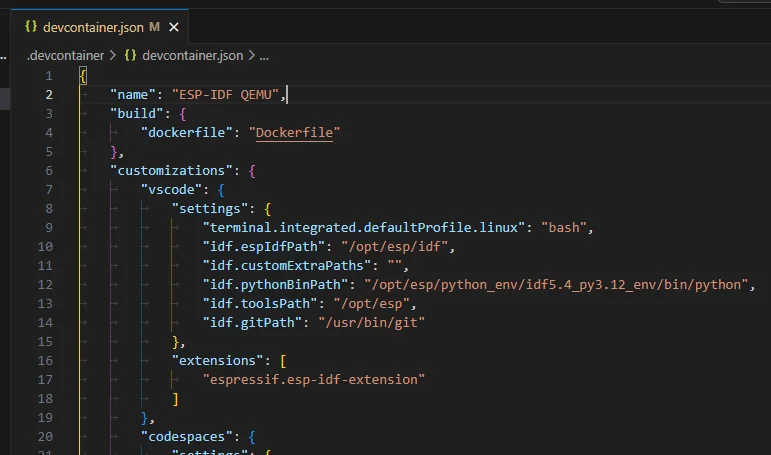 {} devcontainer.json M ×
... .devcontainer > {} devcontainer.json > ...
1 {
2 "name": "ESP-IDF QEMU",
3 "build": {
4 "dockerfile": "Dockerfile"
5 },
6 "customizations": {
7 "vscode": {
8 "settings": {
9 "terminal.integrated.defaultProfile.linux": "bash",
10 "idf.espIdfPath": "/opt/esp/idf",
11 "idf.customExtraPaths": "",
12 "idf.pythonBinPath": "/opt/esp/python_env/idf5.4_py3.12_env/bin/python",
13 "idf.toolsPath": "/opt/esp",
14 "idf.gitPath": "/usr/bin/git"
15 },
16 "extensions": [
17 "espressif.esp-idf-extension"
18 ]
19 },
20 "codespaces": {
21 "settings": {